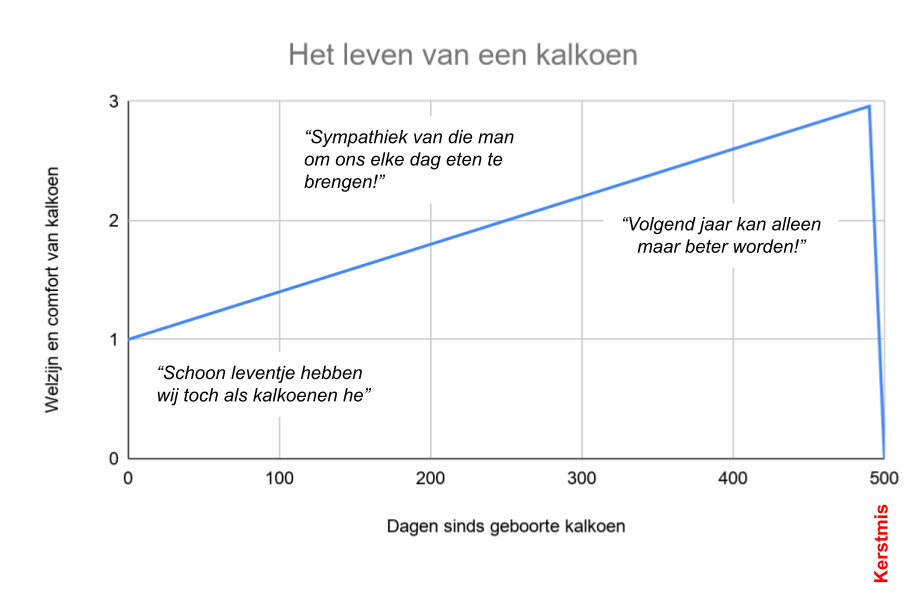 Het leven van een kalkoen
Welzijn en comfort van kalkoen
3
2
1
0
“Sympathiek van die man
om ons elke dag eten te
brengen!”
“Volgend jaar kan alleen
maar beter worden!”
“Schoon leventje hebben
wij toch als kalkoenen he”
0
100
200
300
400
500
Dagen sinds geboorte kalkoen
Kerstmis